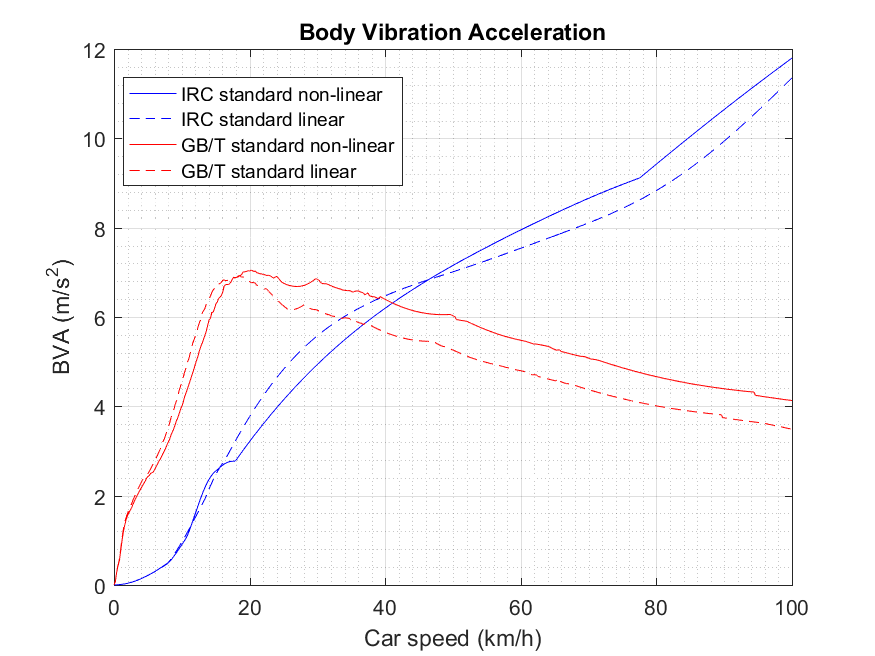 Body Vibration Acceleration
12
10
8
6
4
2
0
BVA (m/s²)
IRC standard non-linear
IRC standard linear
GB/T standard non-linear
GB/T standard linear
0 20 40 60 80 100
Car speed (km/h)